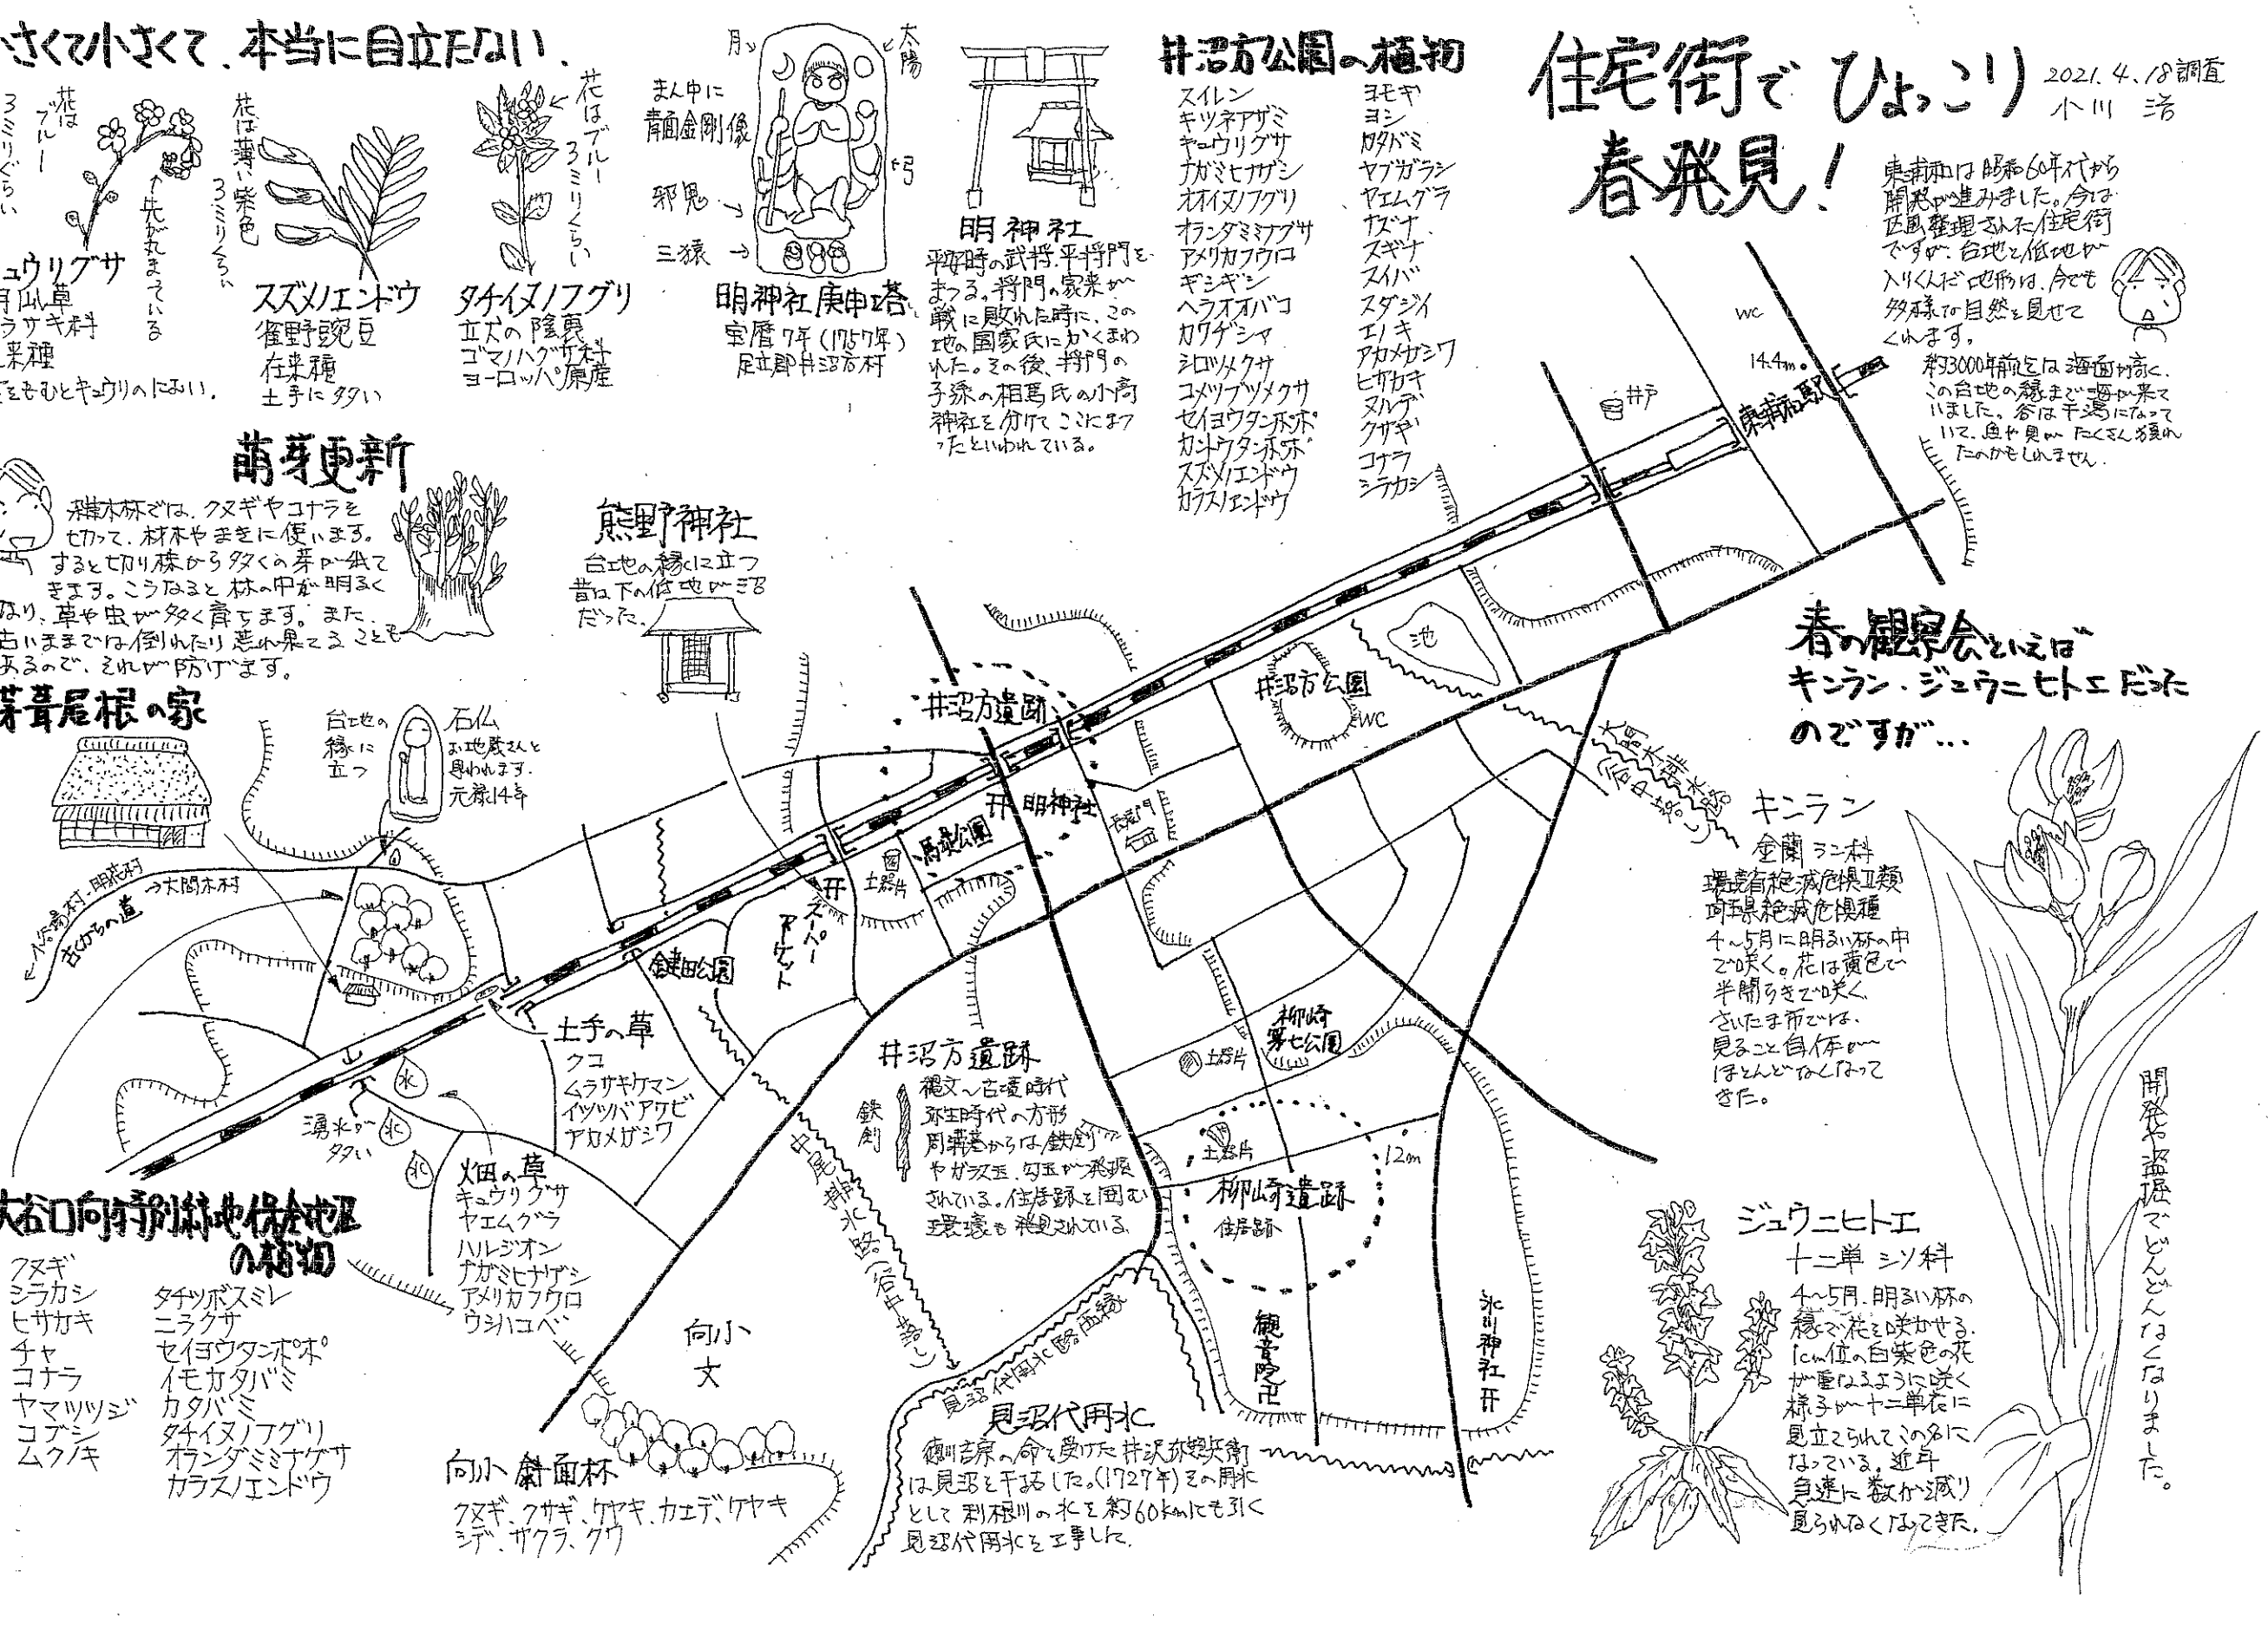 住宅街で ひょっこり
春発見!
2021.4.18調査
小川 浩
東浦和は昭和60年代から
開発が進みました。今は
区画整理された住宅街
ですが、台地と低地が
入りくんだ地形は、今でも
多様な自然を見せて
くれます。
約3000年前迄は海面が高く、
この台地の縁まで海が来て
いました。谷は干潟になって
いて、魚や貝が たくさん獲れ
たのかもしれません。
井沼方公園の植物
スイレン
キツネアザミ
キュウリグサ
ナガミヒナゲシ
オオイヌノフグリ
オランダミミナグサ
アメリカフウロ
ギシギシ
ヘラオオバコ
カワヂシャ
シロツメクサ
コメツブツメクサ
セイヨウタンポポ
カントウタンポポ
スズメノエンドウ
カラスノエンドウ
ヨモギ
ヨシ
カタバミ
ヤブガラシ
ヤエムグラ
ナズナ
スギナ
スイバ
スダジイ
エノキ
アカメガシワ
ヒサカキ
ヌルデ
クサギ
コナラ
シラカシ
明神社
平安時の武将、平将門を
まつる。将門の家来が
戦に敗れた時に、この
地の国家氏にかくまわ
れた。その後、将門の
子孫の相馬氏の小高
神社を分けてここにまつ
ったといわれている。
月
太陽
まん中に
青面金剛像
弓
邪鬼
三猿
明神社庚申塔
宝暦7年(1757年)
足立郡井沼方村
いさくて小さくて、本当に目立たない、
花は
ブルー
3ミリぐらい
先が丸まっている
ュウリグサ
ラサキ科
来種
をもむとキュウリのにおい。
花は薄い紫色
3ミリくらい
スズメノエンドウ
雀野豌豆
在来種
土手に多い
花はブルー
3ミリくらい
タチイヌノフグリ
立犬の陰嚢
ゴマノハグサ科
ヨーロッパ原産
萌芽更新
雑木林では、クヌギやコナラを
切って、材木やまきに使います。
すると切り株から多くの芽が出て
きます。こうなると林の中が明るく
なり、草や虫が多く育ちます。また、
古いままでは倒れたり荒れ果てることも
あるので、それが防げます。
熊野神社
台地の縁に立つ
昔は、下の低地が沼
だった。
茅葺屋根の家
台地の
縁に
立つ
石仏
お地蔵さんと
思われます。
元禄14年
WC
14.4m
東浦和駅
井戸
池
井沼方公園
WC
大間木排水路
(谷中堀)
井沼方遺跡
明神社
長屋門
馬場公園
土器片
スーパー
マーケット
鍵田公園
→大間木村
古くからの道
土手の草
クコ
ムラサキケマン
イツツバアケビ
アカメガシワ
水
水
水
湧水が
多い
畑の草
キュウリグサ
ヤエムグラ
ハルジオン
ナガミヒナゲシ
アメリカフウロ
ウシハコベ
大谷口向特別緑地保全地区
の植物
クヌギ
シラカシ
ヒサカキ
チャ
コナラ
ヤマツツジ
コブシ
ムクノキ
タチツボスミレ
ニラクサ
セイヨウタンポポ
イモカタバミ
カタバミ
タチイヌノフグリ
オランダミミナグサ
カラスノエンドウ
井沼方遺跡
鉄剣
縄文〜古墳時代
弥生時代の方形
周溝墓からは鉄剣
やガラス玉、勾玉が発掘
されている。住居跡を囲む
環壕も発見されている。
中尾排水路
柳崎
第七公園
土器片
土器片
12m
柳崎遺跡
住居跡
観音院卍
氷川神社
向小
文
向小 斜面林
クヌギ、クサギ、ケヤキ、カエデ、ケヤキ
シデ、サクラ、クワ
見沼代用水路西縁
見沼代用水
徳川吉宗の命を受けた井沢弥惣兵衛
は見沼を干拓した。(1727年)その用水
として利根川の水を約60kmにも引く
見沼代用水を工事した。
春の観察会といえば
キンラン・ジュウニヒトエだった
のですが…
キンラン
金蘭 ラン科
環境省絶滅危惧Ⅱ類
埼玉県絶滅危惧種
4〜5月に明るい林の中
で咲く。花は黄色で
半開きで咲く
さいたま市では、
見ること自体が
ほとんどなくなって
きた。
ジュウニヒトエ
十二単 シソ科
4〜5月、明るい林の
縁で花を咲かせる。
1cm位の白紫色の花
が重なるように咲く
様子が十二単衣に
見立てられてこの名に
なっている。近年
急速に数が減り
見られなくなってきた。
開発や盗掘でどんどんなくなりました。